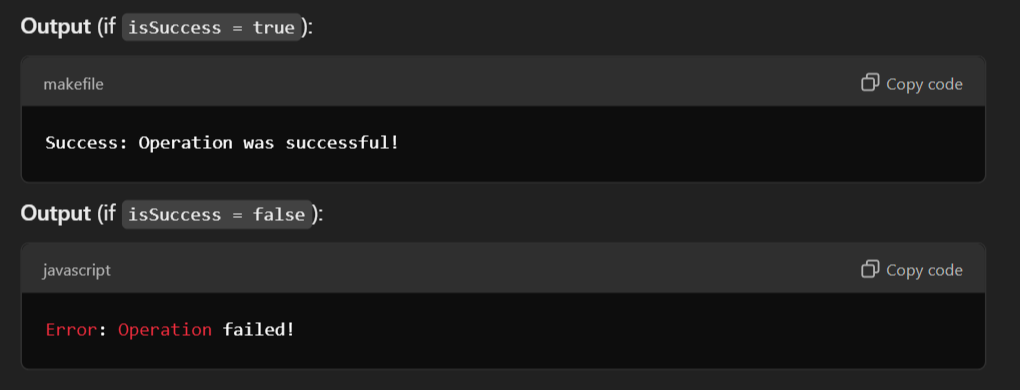 Output (if isSuccess = true):
makefile Copy code
Success: Operation was successful!
Output (if isSuccess = false):
javascript Copy code
Error: Operation failed!